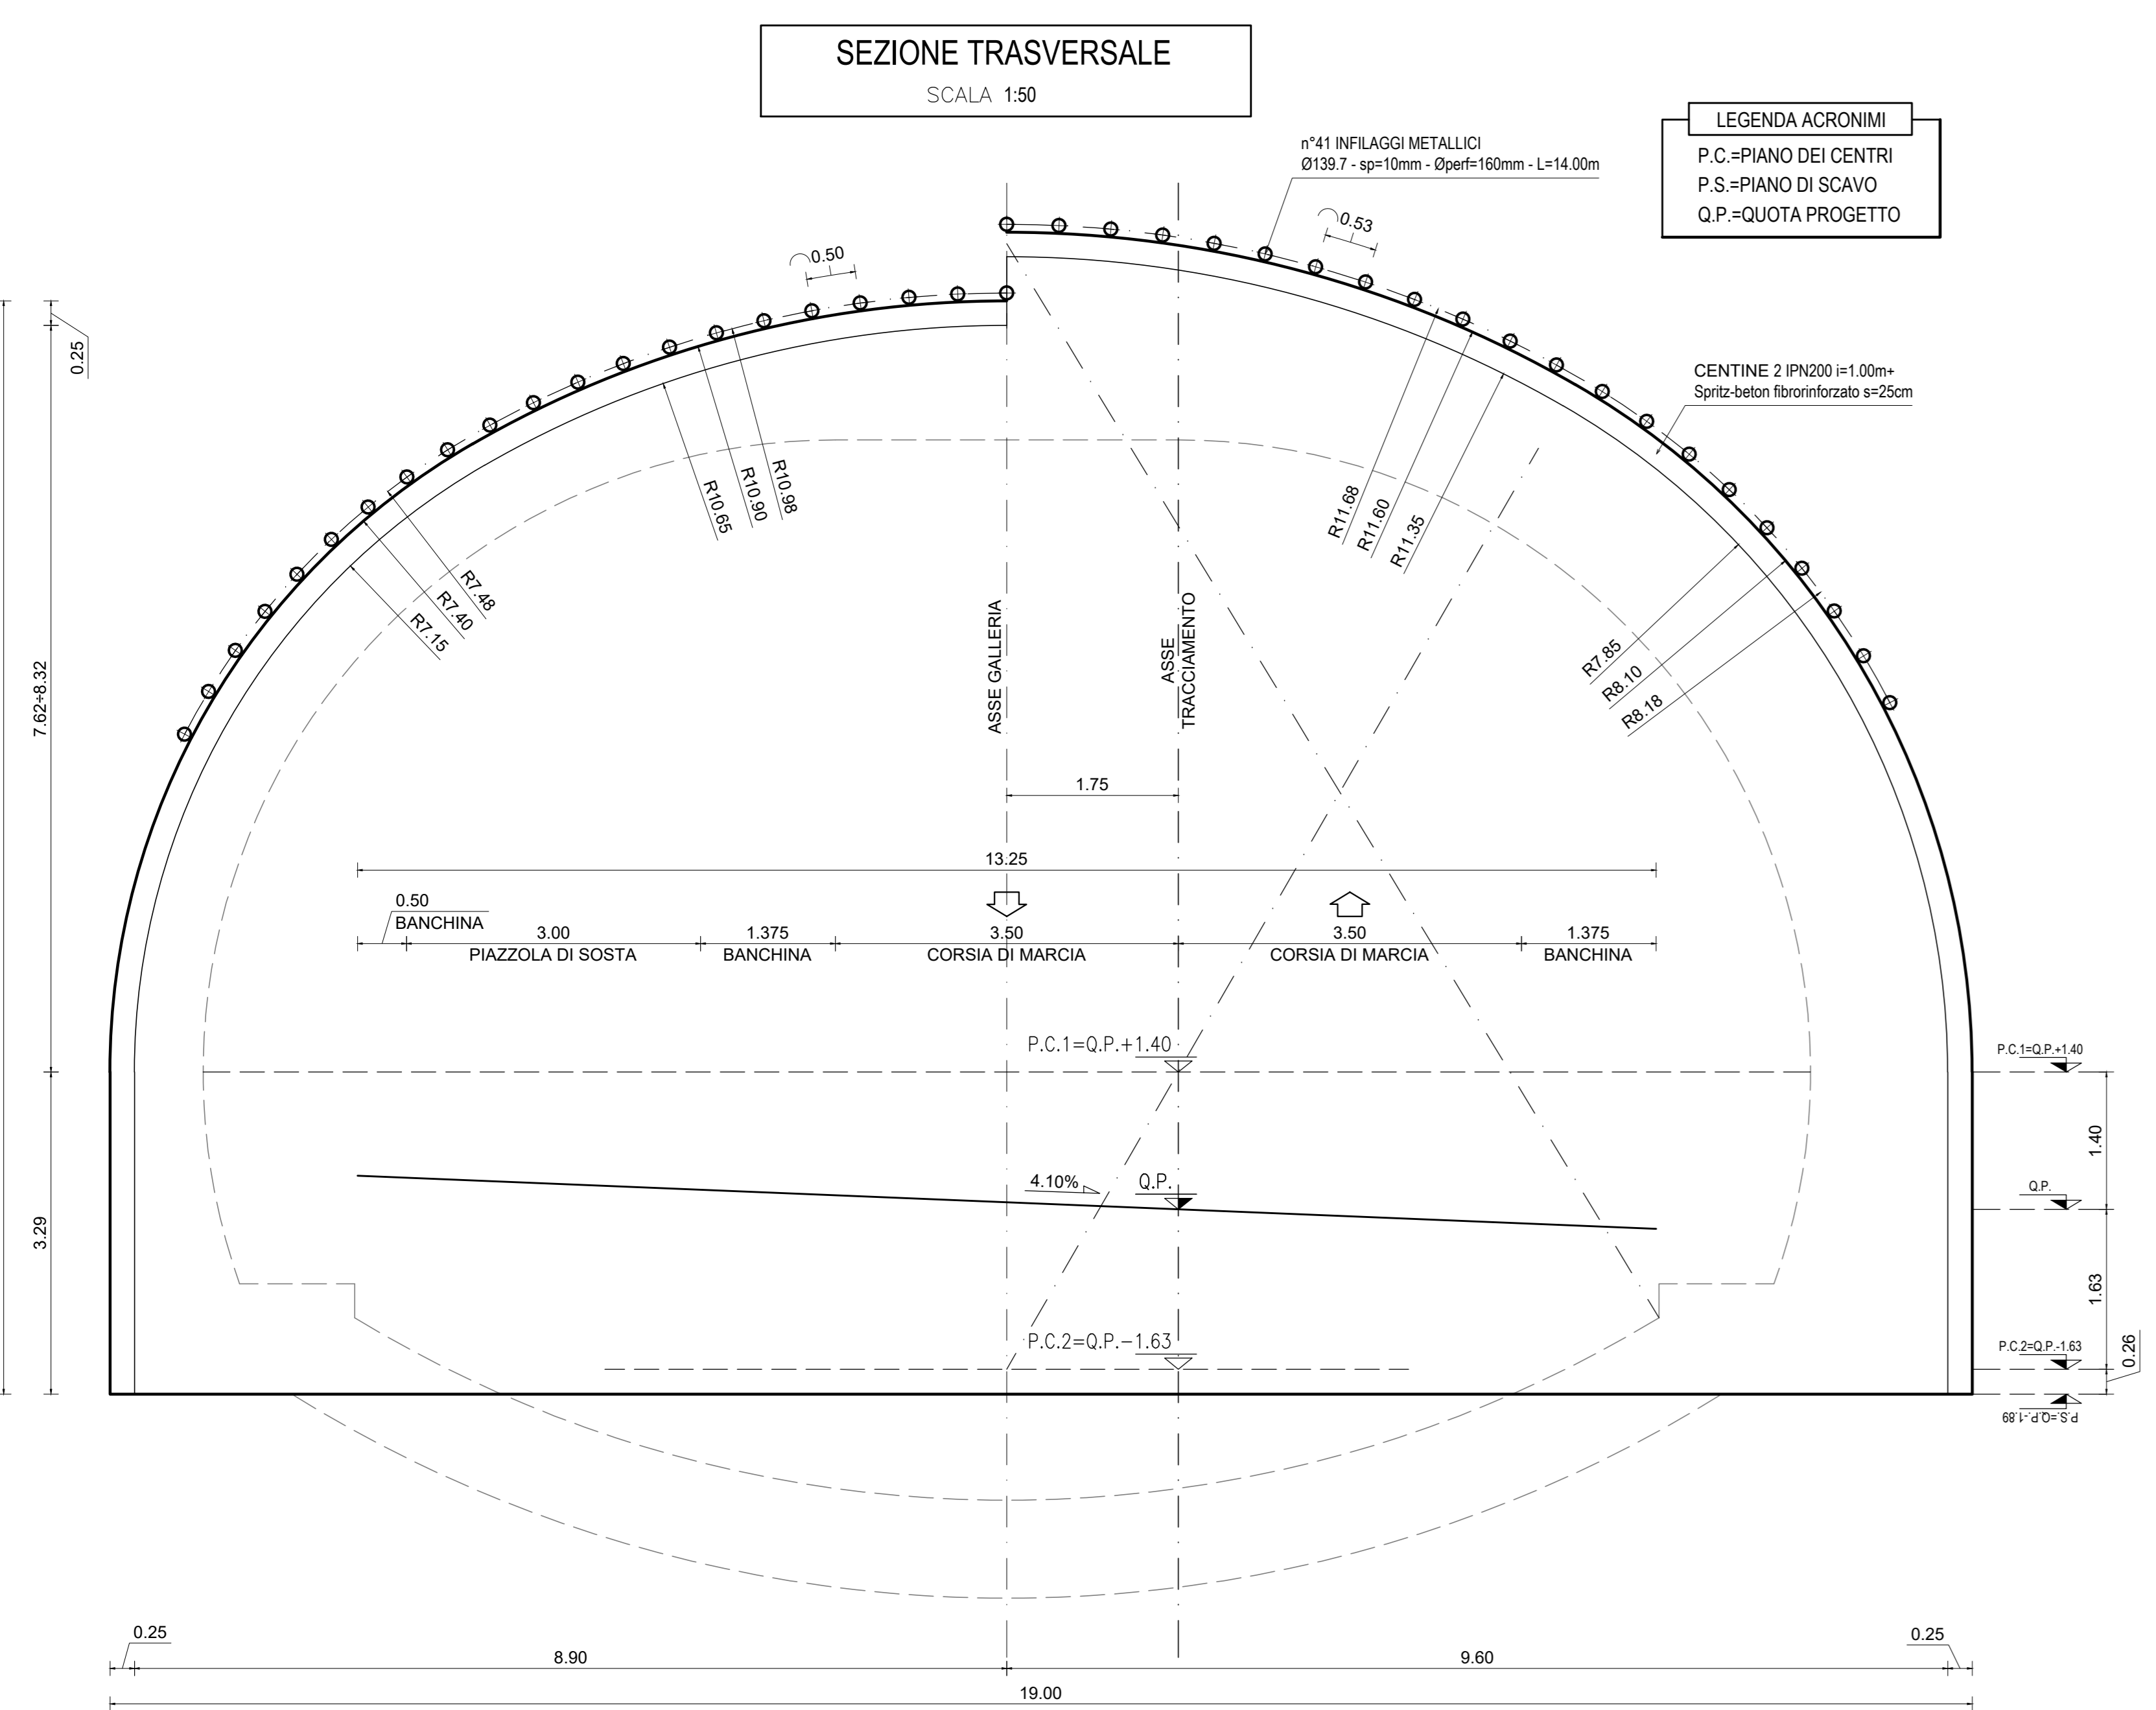 SEZIONE TRASVERSALE
SCALA 1:50
LEGENDA ACRONIMI
P.C.=PIANO DEI CENTRI
P.S.=PIANO DI SCAVO
Q.P.=QUOTA PROGETTO
n°41 INFILAGGI METALLICI
Ø139.7 - sp=10mm - Øperf=160mm - L=14.00m
0.53
0.50
0.25
CENTINE 2 IPN200 i=1.00m+
Spritz-beton fibrorinforzato s=25cm
R10.98
R10.90
R10.65
R11.68
R11.60
R11.35
R7.48
R7.40
R7.15
R7.85
R8.10
R8.18
7.62÷8.32
ASSE GALLERIA
ASSE
TRACCIAMENTO
1.75
13.25
0.50
BANCHINA
3.00
PIAZZOLA DI SOSTA
1.375
BANCHINA
3.50
CORSIA DI MARCIA
3.50
CORSIA DI MARCIA
1.375
BANCHINA
P.C.1=Q.P.+1.40
P.C.1=Q.P.+1.40
1.40
4.10%
Q.P.
Q.P.
3.29
1.63
P.C.2=Q.P.-1.63
P.C.2=Q.P.-1.63
0.26
P.S.=Q.P.-1.89
0.25
8.90
9.60
0.25
19.00